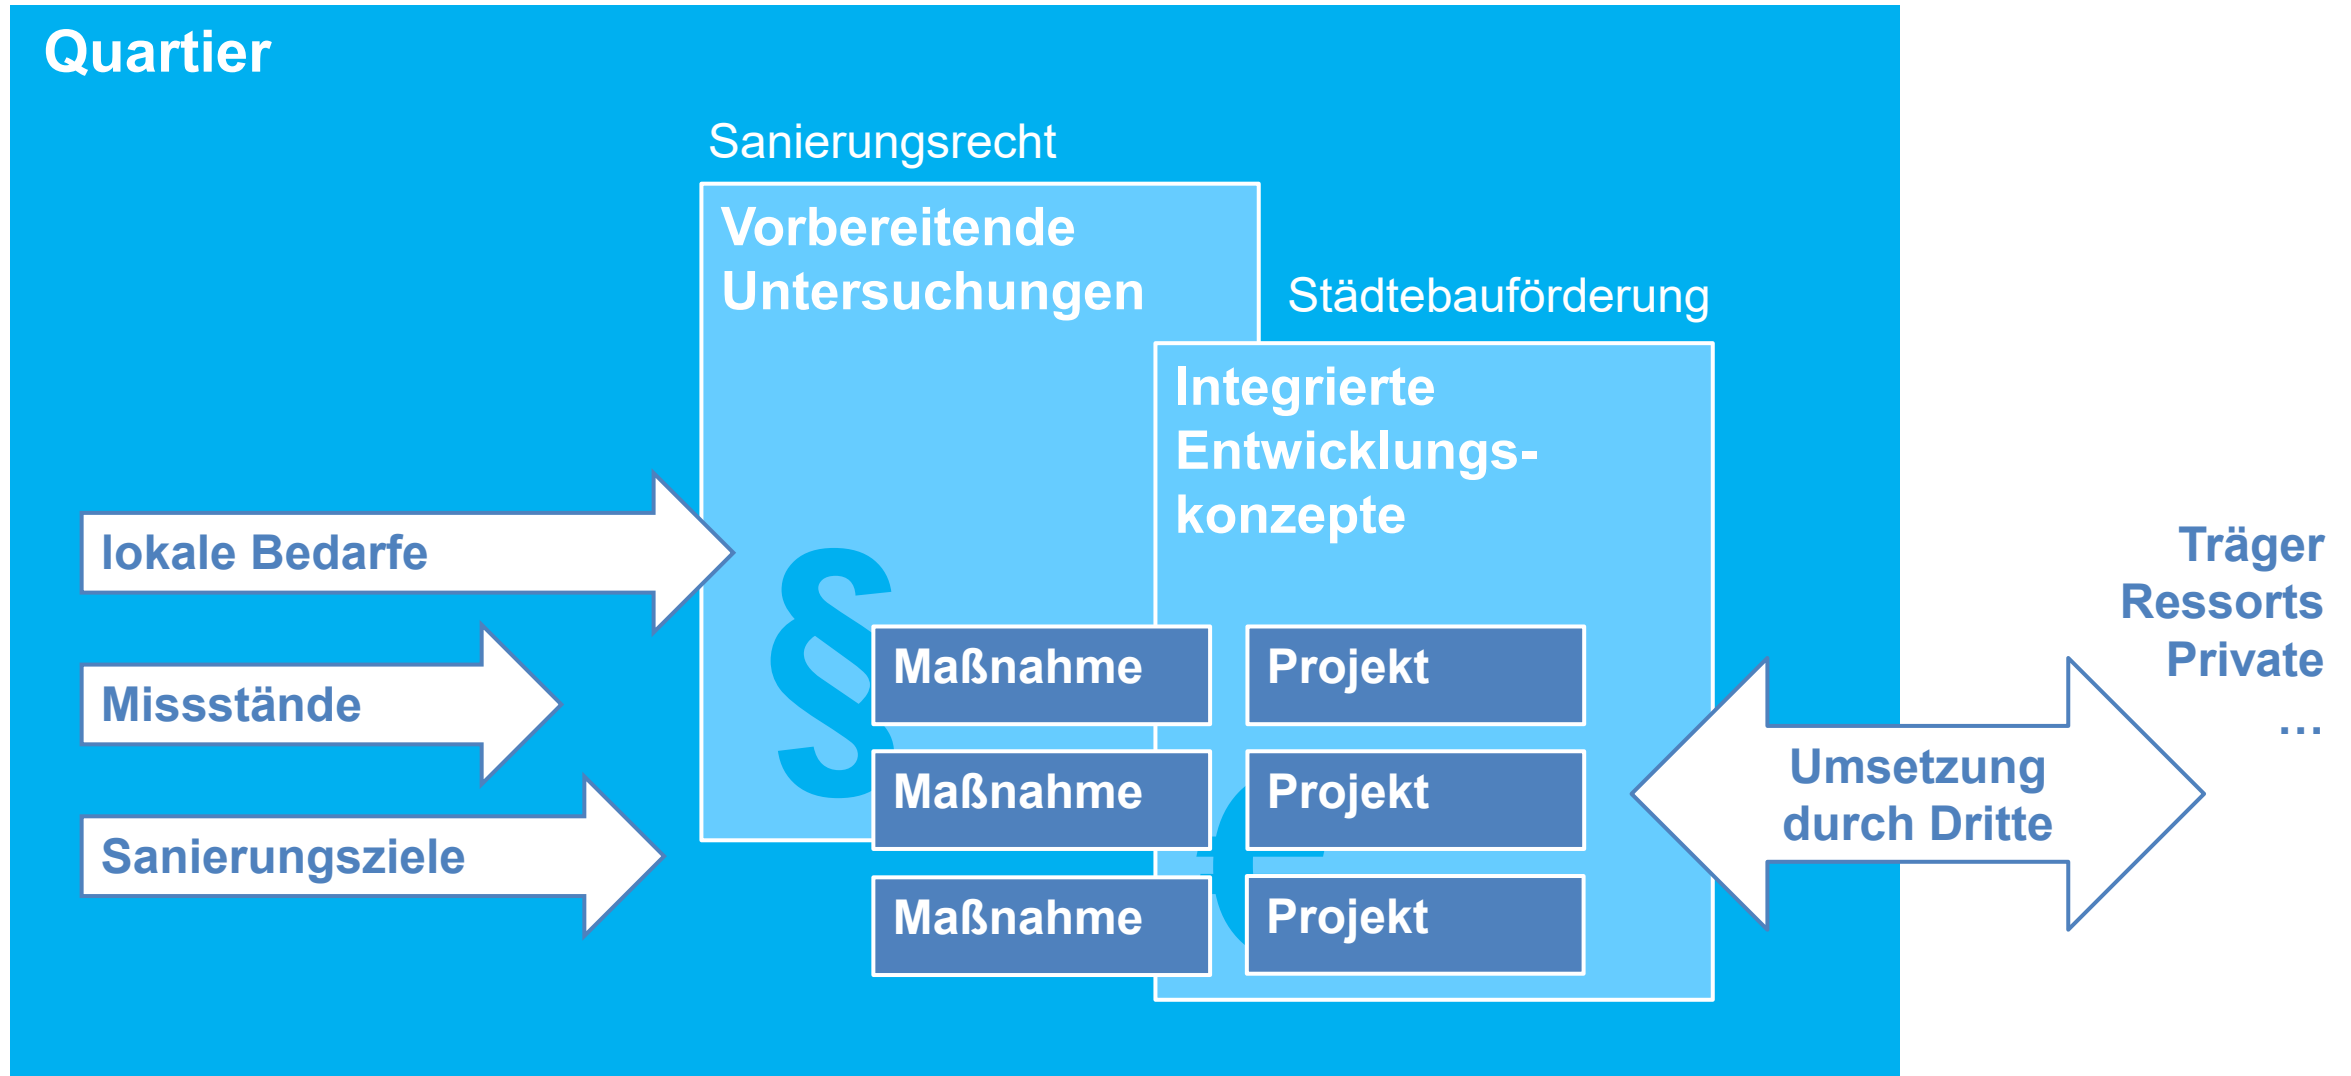 Quartier
Sanierungsrecht
Vorbereitende
Untersuchungen
Städtebauförderung
Integrierte
Entwicklungs-
konzepte
lokale Bedarfe
Missstände
Sanierungsziele
§
€
Maßnahme
Projekt
Maßnahme
Projekt
Maßnahme
Projekt
Umsetzung
durch Dritte
Träger
Ressorts
Private
…